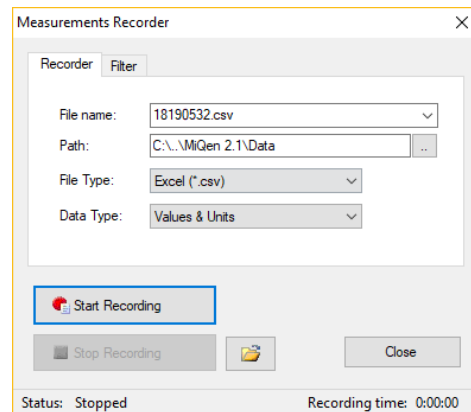 Measurements Recorder
Recorder Filter
File name: 18190532.csv
Path: C:\..\MiQen 2.1\Data ..
File Type: Excel (*.csv)
Data Type: Values & Units
Start Recording
Stop Recording Close
Status: Stopped Recording time: 0:00:00